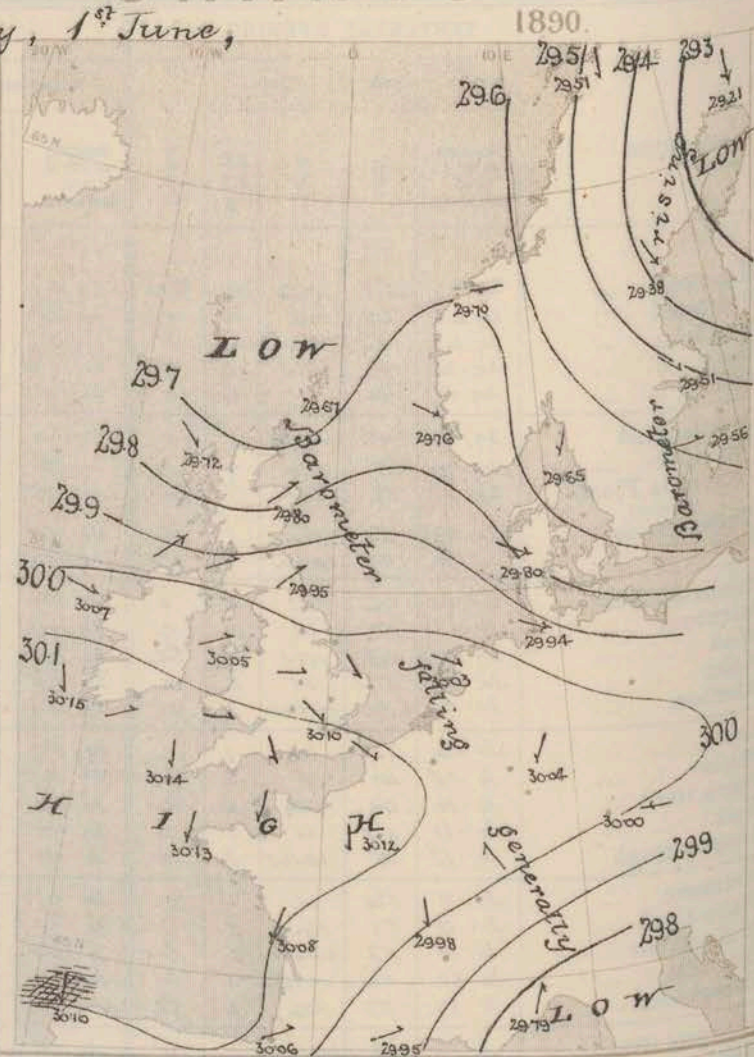 y, 1st June,
1890.
20 W
10 W
0
10 E
29.5
29.4
29.3
29.51
29.21
29.6
65 N
LOW
rising
29.38
29.70
LOW
29.7
29.67
29.51
29.8
29.72
29.76
29.56
29.65
Barometer
Barometer
29.80
29.9
55 N
29.80
29.95
30.0
30.07
29.94
30.05
30.1
falling
30.15
30.10
30.0
30.14
30.04
H I G H
30.13
30.12
30.00
generally
29.9
30.08
29.98
29.8
45 N
30.10
29.79
LOW
30.06
29.95